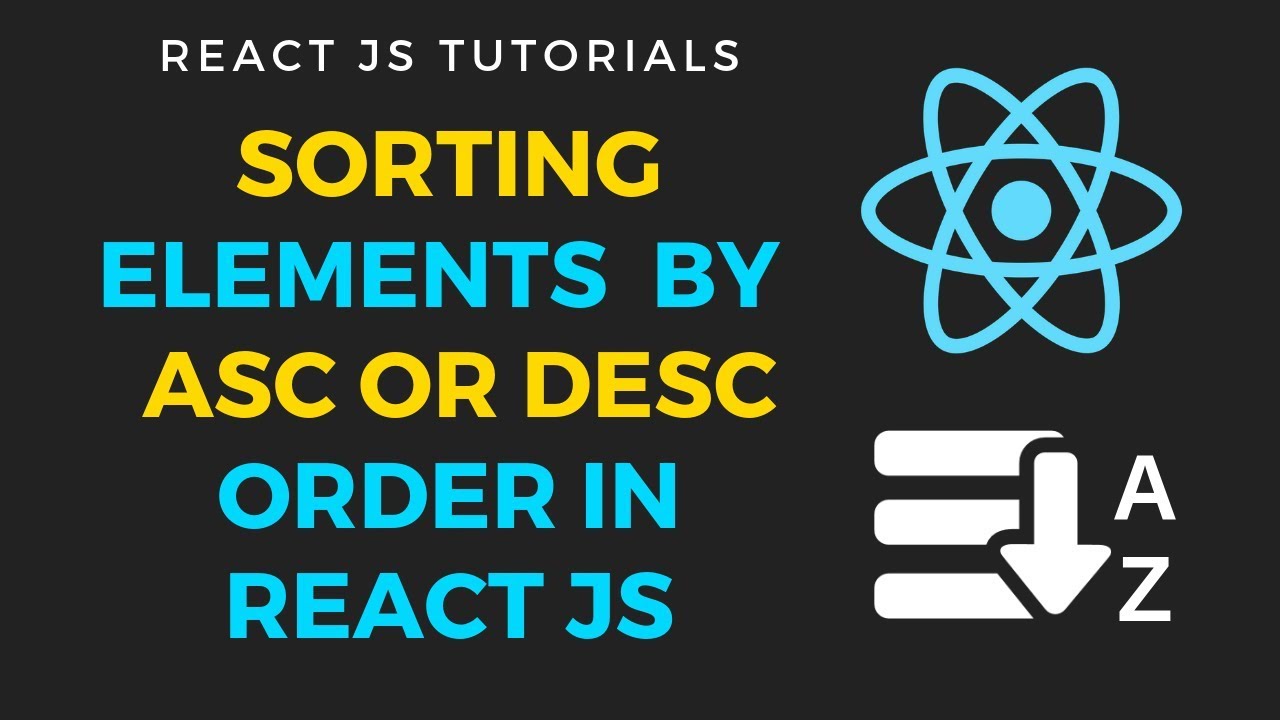 REACT JS TUTORIALS
SORTING
ELEMENTS BY
ASC OR DESC
ORDER IN
REACT JS
A
Z